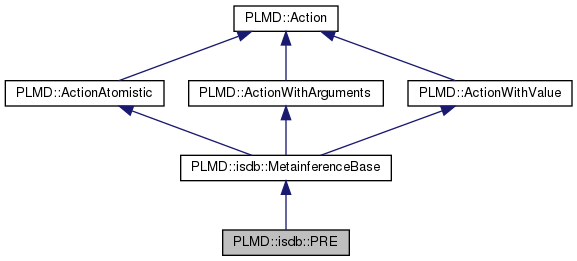 PLMD::Action
PLMD::ActionAtomistic
PLMD::ActionWithArguments
PLMD::ActionWithValue
PLMD::isdb::MetainferenceBase
PLMD::isdb::PRE